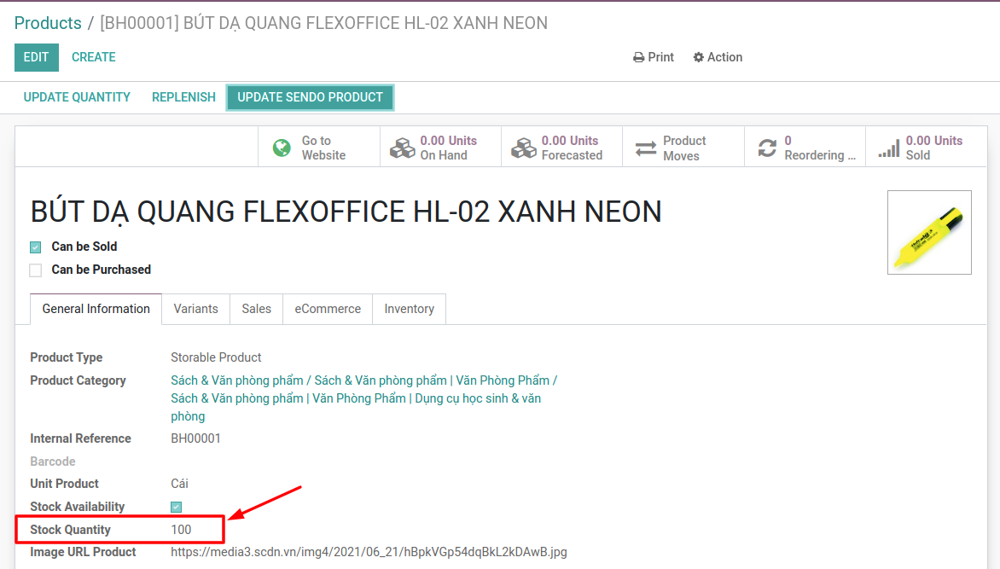 Products / [BH00001] BÚT DẠ QUANG FLEXOFFICE HL-02 XANH NEON
EDIT CREATE Print Action
UPDATE QUANTITY REPLENISH UPDATE SENDO PRODUCT
Go to Website
0.00 Units On Hand
0.00 Units Forecasted
Product Moves
0 Reordering ...
0.00 Units Sold
BÚT DẠ QUANG FLEXOFFICE HL-02 XANH NEON
Can be Sold
Can be Purchased
General Information Variants Sales eCommerce Inventory
Product Type Storable Product
Product Category Sách & Văn phòng phẩm / Sách & Văn phòng phẩm | Văn Phòng Phẩm /
Sách & Văn phòng phẩm | Văn Phòng Phẩm | Dụng cụ học sinh & văn
phòng
Internal Reference BH00001
Barcode
Unit Product Cái
Stock Availability
Stock Quantity 100
Image URL Product https://media3.scdn.vn/img4/2021/06_21/hBpkVGp54dqBkL2kDAwB.jpg